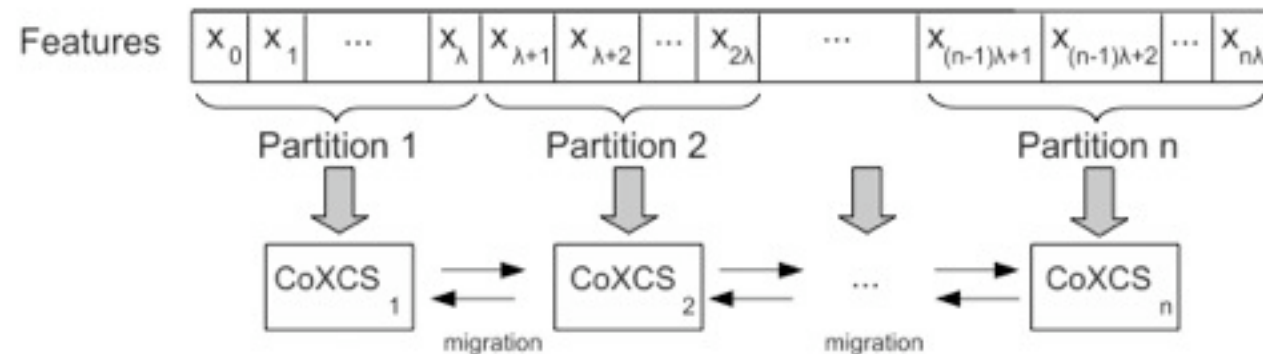 Features X0 X1 ... Xλ Xλ+1 Xλ+2 ... X2λ ... X(n-1)λ+1 X(n-1)λ+2 ... Xnλ
Partition 1 Partition 2 Partition n
CoXCS1 CoXCS2 ... CoXCSn
migration migration